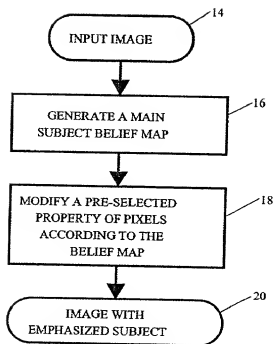 14
INPUT IMAGE
16
GENERATE A MAIN
SUBJECT BELIEF MAP
18
MODIFY A PRE-SELECTED
PROPERTY OF PIXELS
ACCORDING TO THE
BELIEF MAP
20
IMAGE WITH
EMPHASIZED SUBJECT